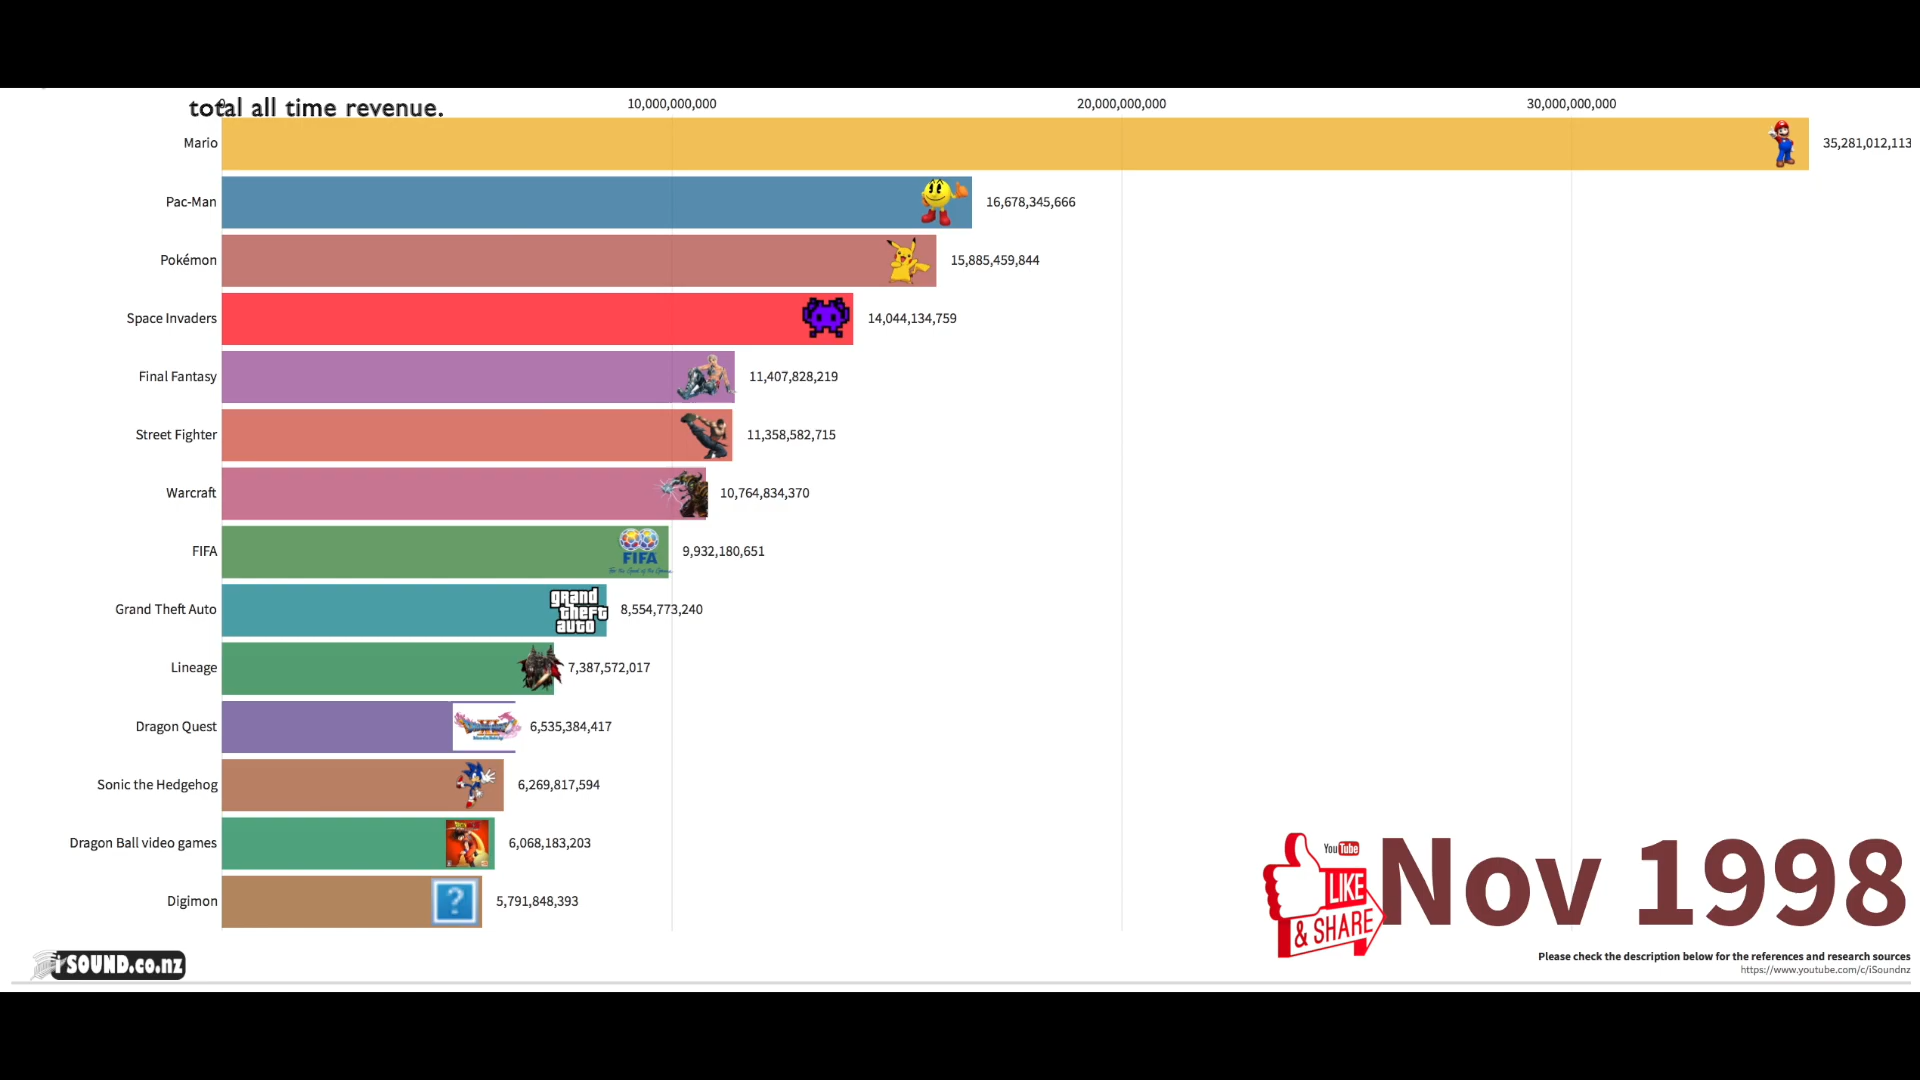 total all time revenue.
0 10,000,000,000 20,000,000,000 30,000,000,000
Mario 35,281,012,113
Pac-Man 16,678,345,666
Pokémon 15,885,459,844
Space Invaders 14,044,134,759
Final Fantasy 11,407,828,219
Street Fighter 11,358,582,715
Warcraft 10,764,834,370
FIFA FIFA 9,932,180,651
Grand Theft Auto grand theft auto 8,554,773,240
Lineage 7,387,572,017
Dragon Quest 6,535,384,417
Sonic the Hedgehog 6,269,817,594
Dragon Ball video games 6,068,183,203
Digimon ? 5,791,848,393
YouTube
LIKE
& SHARE
Nov 1998
iSOUND.co.nz
Please check the description below for the references and research sources
https://www.youtube.com/c/iSoundnz